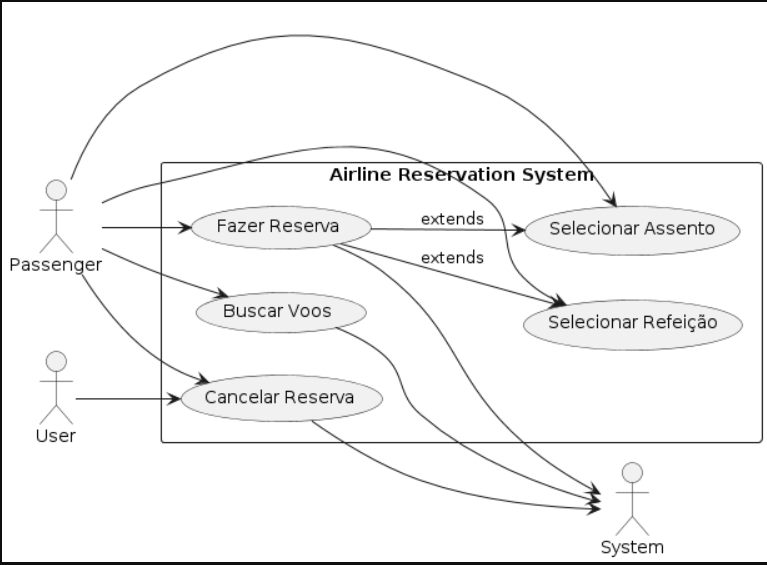 Airline Reservation System
Passenger
Fazer Reserva
extends
Selecionar Assento
extends
Buscar Voos
Selecionar Refeição
User
Cancelar Reserva
System